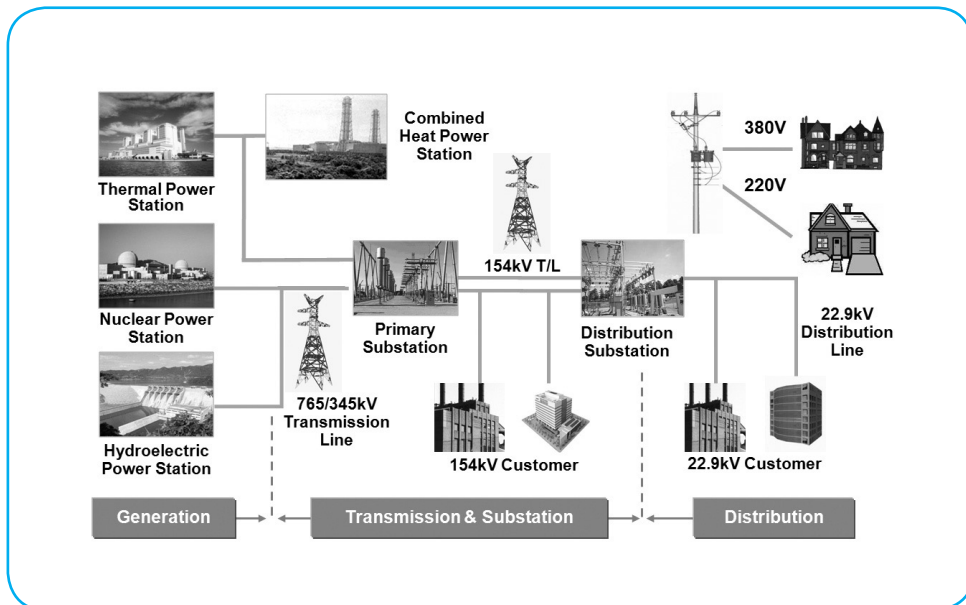 Combined
Heat Power
Station
Thermal Power
Station
380V
220V
154kV T/L
Nuclear Power
Station
Primary
Substation
Distribution
Substation
22.9kV
Distribution
Line
765/345kV
Transmission
Line
Hydroelectric
Power Station
154kV Customer
22.9kV Customer
Generation
Transmission & Substation
Distribution